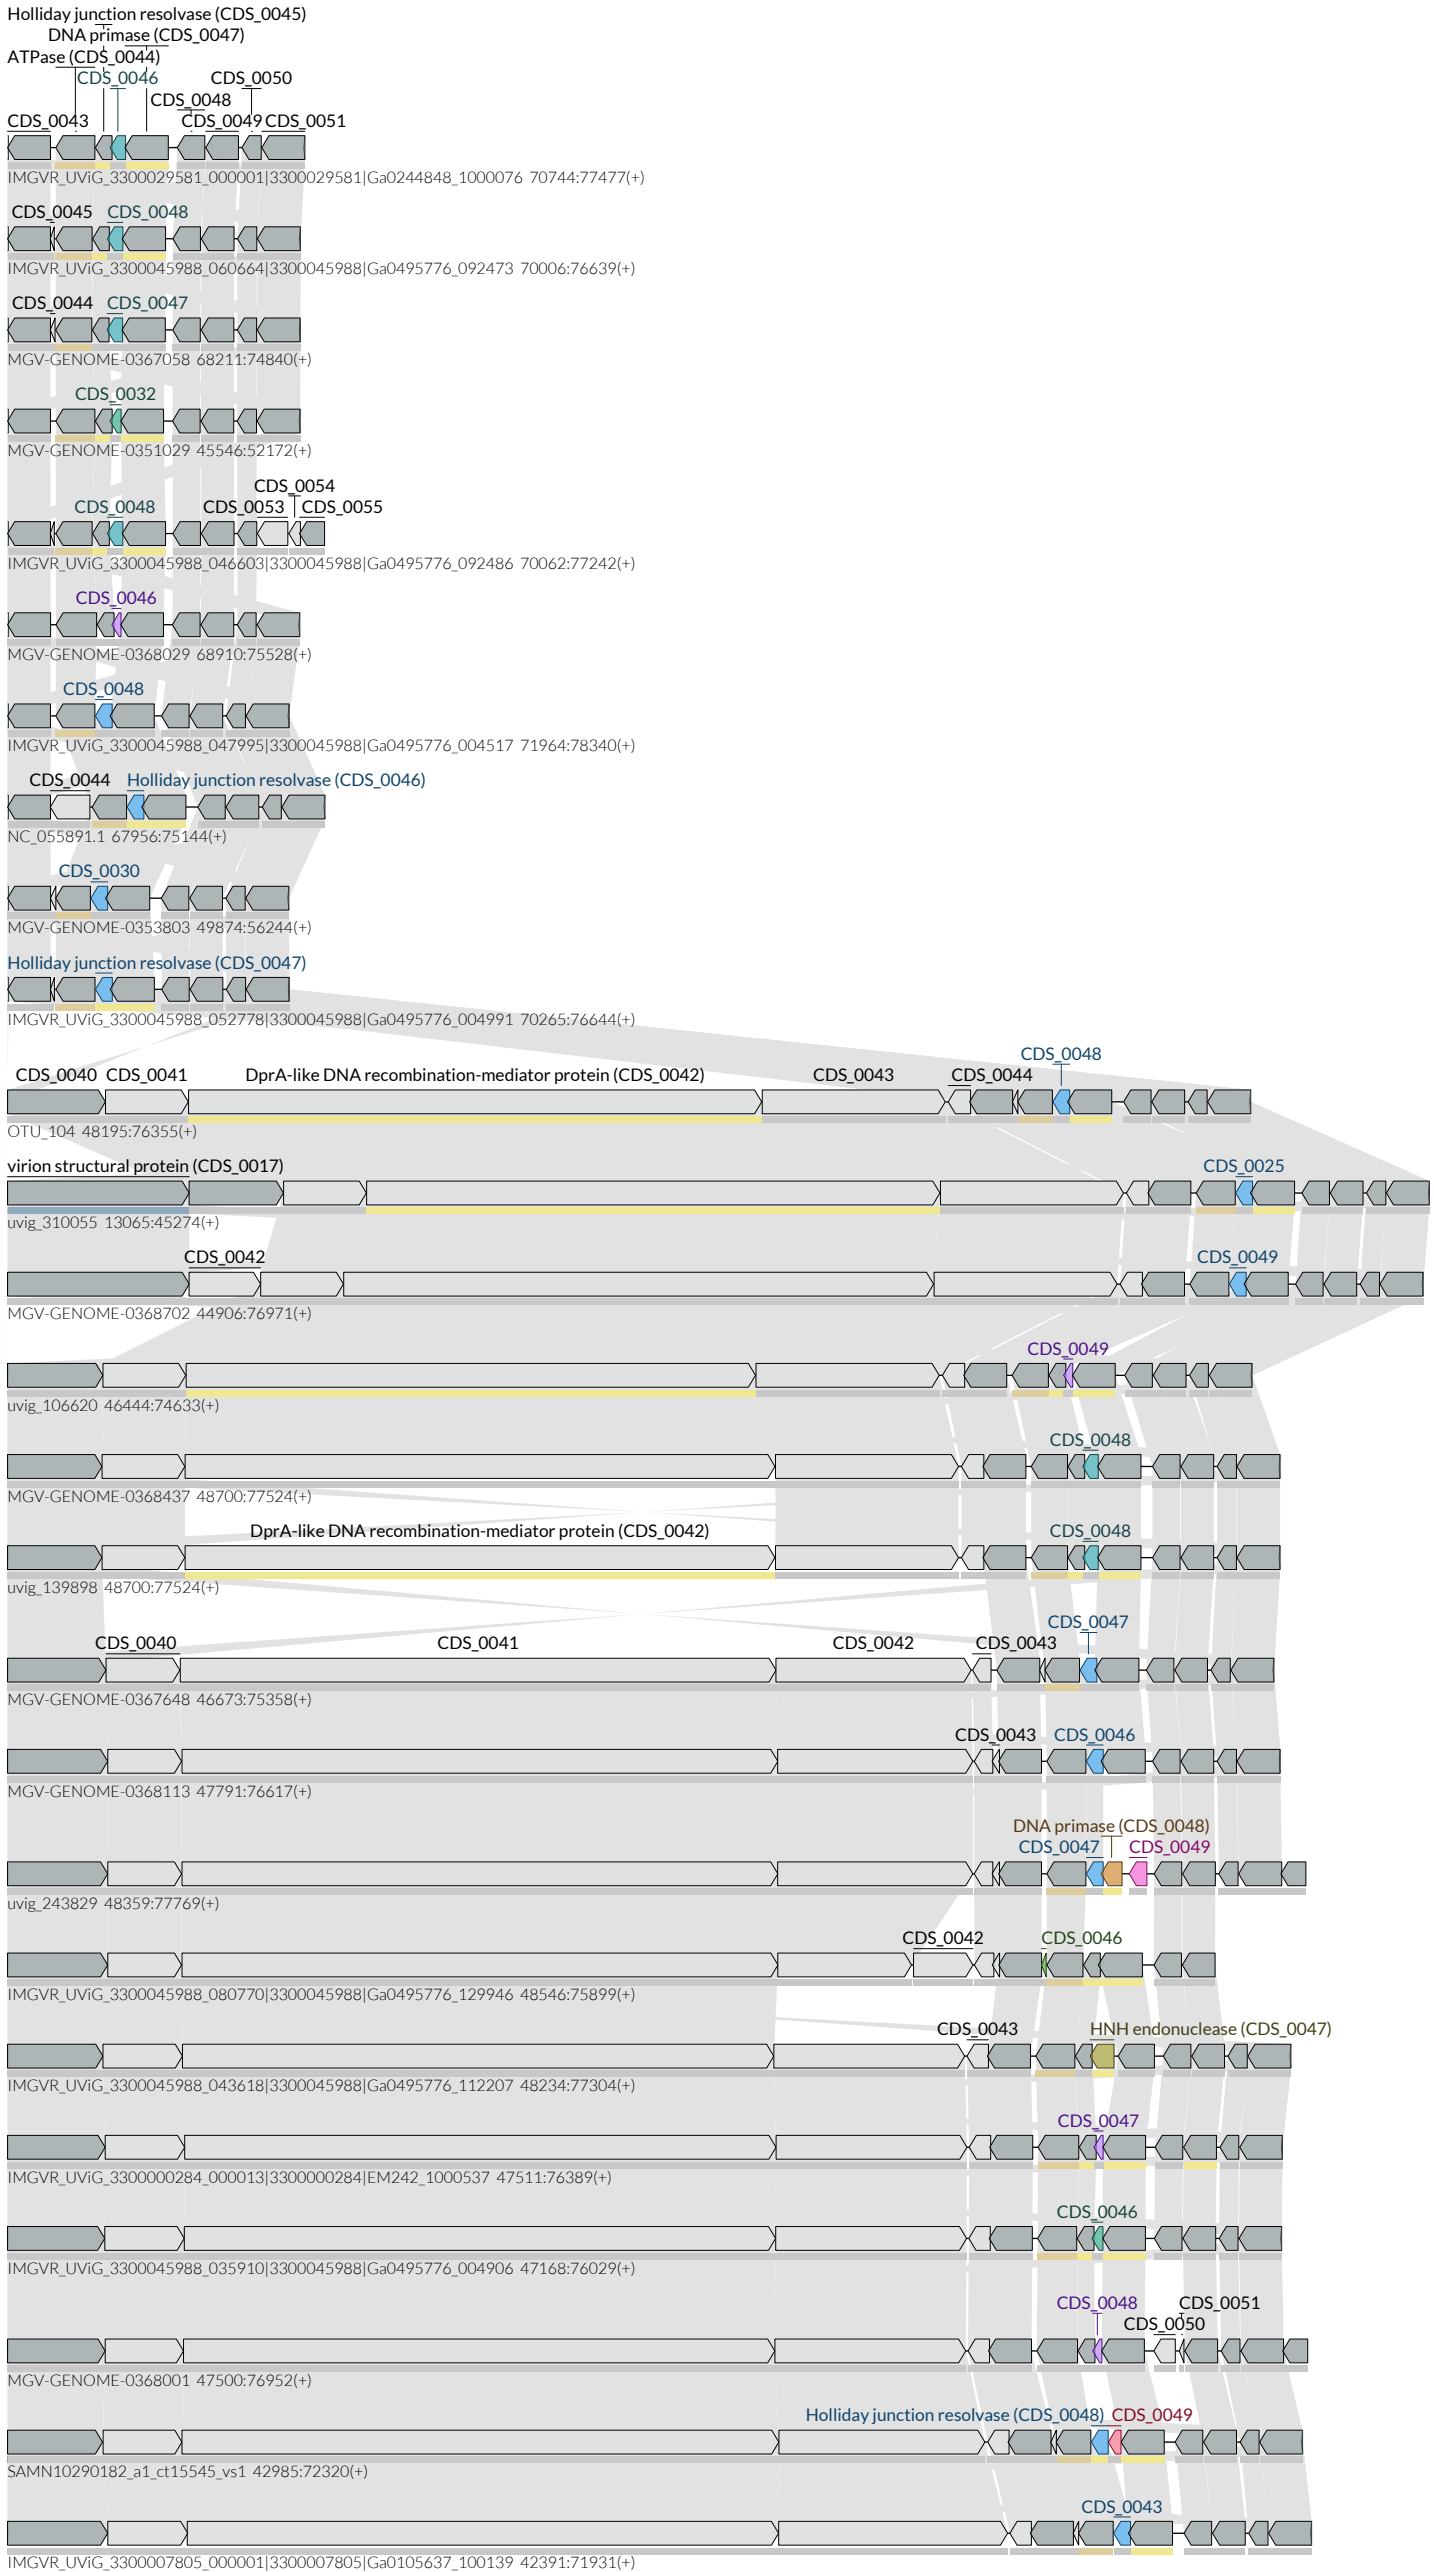 Holliday junction resolvase (CDS_0045)
DNA primase (CDS_0047)
ATPase (CDS_0044)
CDS_0046 CDS_0050
CDS_0048
CDS_0043 CDS_0049 CDS_0051
IMGVR_UViG_3300029581_000001|3300029581|Ga0244848_1000076 70744:77477(+)
CDS_0045 CDS_0048
IMGVR_UViG_3300045988_060664|3300045988|Ga0495776_092473 70006:76639(+)
CDS_0044 CDS_0047
MGV-GENOME-0367058 68211:74840(+)
CDS_0032
MGV-GENOME-0351029 45546:52172(+)
CDS_0054
CDS_0048 CDS_0053 CDS_0055
IMGVR_UViG_3300045988_046603|3300045988|Ga0495776_092486 70062:77242(+)
CDS_0046
MGV-GENOME-0368029 68910:75528(+)
CDS_0048
IMGVR_UViG_3300045988_047995|3300045988|Ga0495776_004517 71964:78340(+)
CDS_0044 Holliday junction resolvase (CDS_0046)
NC_055891.1 67956:75144(+)
CDS_0030
MGV-GENOME-0353803 49874:56244(+)
Holliday junction resolvase (CDS_0047)
IMGVR_UViG_3300045988_052778|3300045988|Ga0495776_004991 70265:76644(+)
CDS_0048
CDS_0040 CDS_0041 DprA-like DNA recombination-mediator protein (CDS_0042) CDS_0043 CDS_0044
OTU_104 48195:76355(+)
virion structural protein (CDS_0017) CDS_0025
uvig_310055 13065:45274(+)
CDS_0042 CDS_0049
MGV-GENOME-0368702 44906:76971(+)
CDS_0049
uvig_106620 46444:74633(+)
CDS_0048
MGV-GENOME-0368437 48700:77524(+)
DprA-like DNA recombination-mediator protein (CDS_0042) CDS_0048
uvig_139898 48700:77524(+)
CDS_0047
CDS_0040 CDS_0041 CDS_0042 CDS_0043
MGV-GENOME-0367648 46673:75358(+)
CDS_0043 CDS_0046
MGV-GENOME-0368113 47791:76617(+)
DNA primase (CDS_0048)
CDS_0047 CDS_0049
uvig_243829 48359:77769(+)
CDS_0042 CDS_0046
IMGVR_UViG_3300045988_080770|3300045988|Ga0495776_129946 48546:75899(+)
CDS_0043 HNH endonuclease (CDS_0047)
IMGVR_UViG_3300045988_043618|3300045988|Ga0495776_112207 48234:77304(+)
CDS_0047
IMGVR_UViG_3300000284_000013|3300000284|EM242_1000537 47511:76389(+)
CDS_0046
IMGVR_UViG_3300045988_035910|3300045988|Ga0495776_004906 47168:76029(+)
CDS_0048 CDS_0051
CDS_0050
MGV-GENOME-0368001 47500:76952(+)
Holliday junction resolvase (CDS_0048) CDS_0049
SAMN10290182_a1_ct15545_vs1 42985:72320(+)
CDS_0043
IMGVR_UViG_3300007805_000001|3300007805|Ga0105637_100139 42391:71931(+)